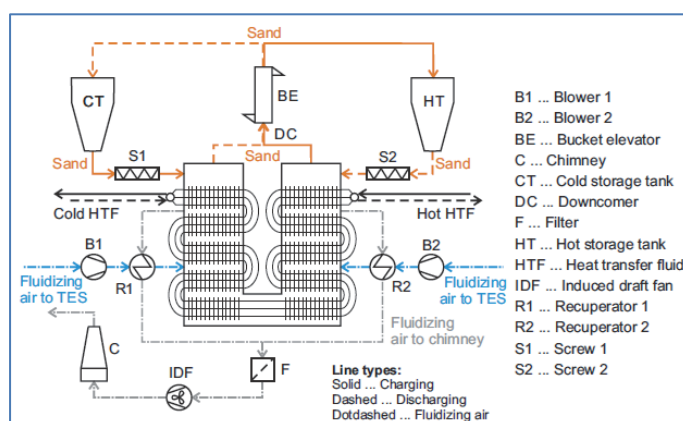 Sand
Sand
CT
BE
HT
DC
S1
S2
Sand
Sand
Sand
Cold HTF
Hot HTF
B1
B2
Fluidizing
air to TES
R1
R2
Fluidizing
air to TES
Fluidizing
air to chimney
C
F
IDF
Line types:
Solid ... Charging
Dashed ... Discharging
Dotdashed ... Fluidizing air
B1 ... Blower 1
B2 ... Blower 2
BE ... Bucket elevator
C ... Chimney
CT ... Cold storage tank
DC ... Downcomer
F ... Filter
HT ... Hot storage tank
HTF ... Heat transfer fluid
IDF ... Induced draft fan
R1 ... Recuperator 1
R2 ... Recuperator 2
S1 ... Screw 1
S2 ... Screw 2